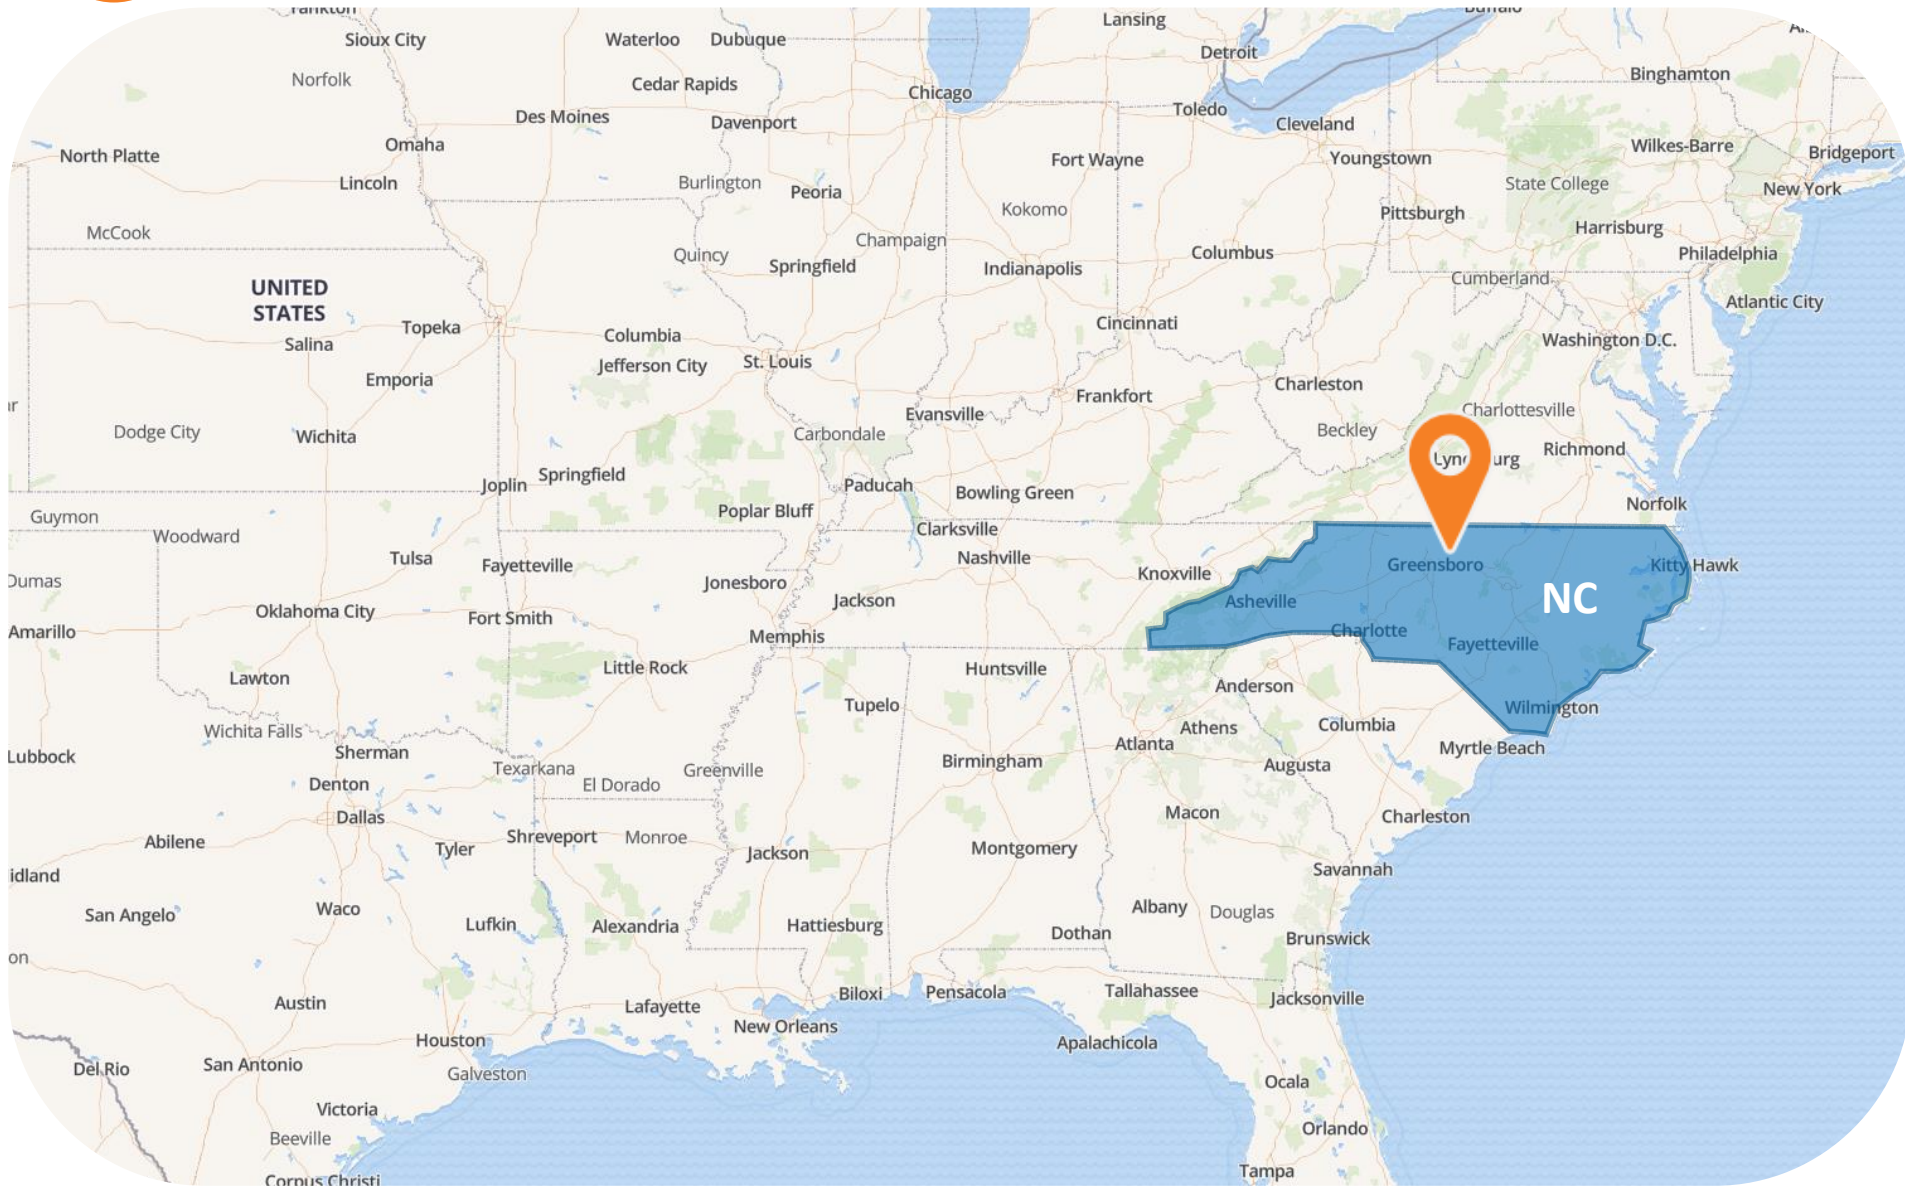 Yankton
Buffalo
Sioux City
Waterloo
Dubuque
Lansing
Detroit
Norfolk
Cedar Rapids
Chicago
Binghamton
Des Moines
Davenport
Toledo
Cleveland
Omaha
North Platte
Fort Wayne
Youngstown
Wilkes-Barre
Bridgeport
Lincoln
Burlington
Peoria
State College
New York
Kokomo
Pittsburgh
McCook
Champaign
Harrisburg
Quincy
Springfield
Indianapolis
Columbus
Philadelphia
Cumberland
UNITED
STATES
Atlantic City
Topeka
Columbia
Cincinnati
Salina
Jefferson City
St. Louis
Washington D.C.
Emporia
Frankfort
Charleston
Evansville
Charlottesville
Dodge City
Wichita
Carbondale
Beckley
Richmond
Lyn urg
Joplin
Springfield
Paducah
Bowling Green
Norfolk
Guymon
Poplar Bluff
Clarksville
Woodward
Tulsa
Fayetteville
Nashville
Knoxville
Greensboro
Kitty Hawk
Dumas
Jonesboro
Jackson
Asheville
NC
Oklahoma City
Fort Smith
Amarillo
Memphis
Charlotte
Fayetteville
Little Rock
Huntsville
Lawton
Anderson
Tupelo
Wilmington
Wichita Falls
Athens
Columbia
Sherman
Atlanta
Myrtle Beach
Lubbock
Texarkana
El Dorado
Greenville
Birmingham
Augusta
Denton
Dallas
Macon
Charleston
Abilene
Tyler
Shreveport
Monroe
Jackson
Montgomery
Savannah
idland
San Angelo
Waco
Lufkin
Alexandria
Hattiesburg
Albany
Douglas
Dothan
Brunswick
on
Austin
Lafayette
Biloxi
Pensacola
Tallahassee
Jacksonville
New Orleans
Houston
Apalachicola
Del Rio
San Antonio
Galveston
Ocala
Victoria
Beeville
Orlando
Tampa
Corpus Christi